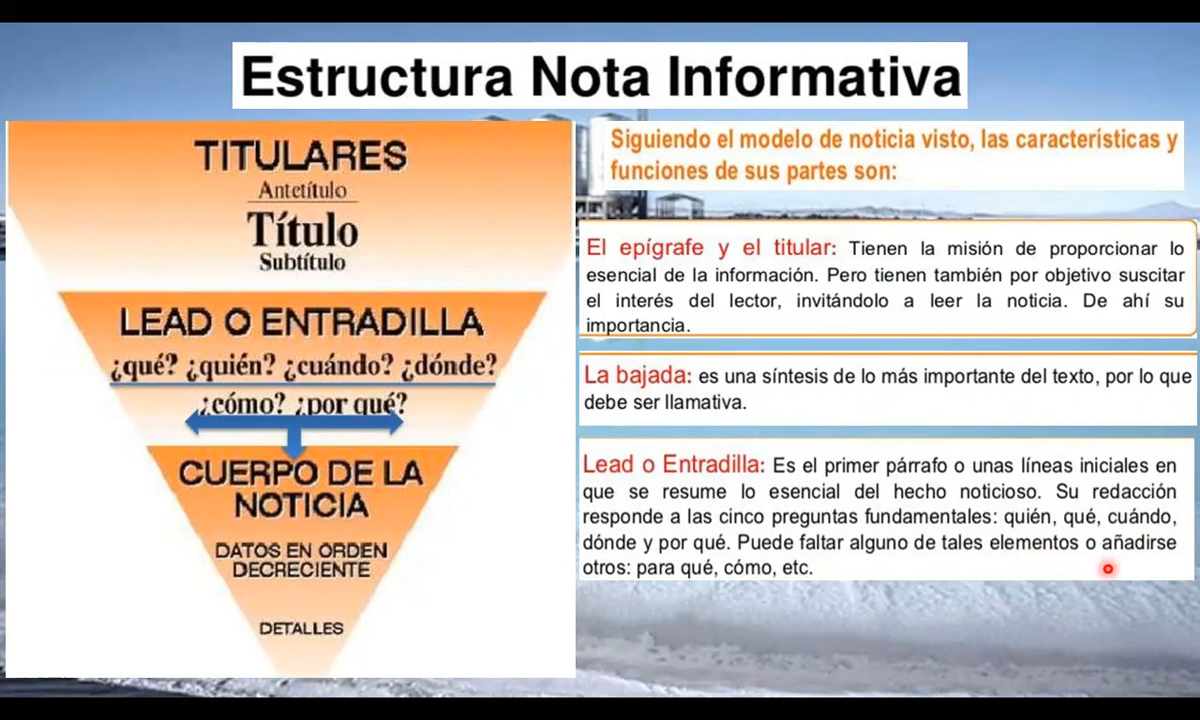 Estructura Nota Informativa
TITULARES
Antetítulo
Título
Subtítulo
LEAD O ENTRADILLA
¿qué? ¿quién? ¿cuándo? ¿dónde?
¿cómo? ¿por qué?
CUERPO DE LA
NOTICIA
DATOS EN ORDEN
DECRECIENTE
DETALLES
Siguiendo el modelo de noticia visto, las características y
funciones de sus partes son:
El epígrafe y el titular: Tienen la misión de proporcionar lo
esencial de la información. Pero tienen también por objetivo suscitar
el interés del lector, invitándolo a leer la noticia. De ahí su
importancia.
La bajada: es una síntesis de lo más importante del texto, por lo que
debe ser llamativa.
Lead o Entradilla: Es el primer párrafo o unas líneas iniciales en
que se resume lo esencial del hecho noticioso. Su redacción
responde a las cinco preguntas fundamentales: quién, qué, cuándo,
dónde y por qué. Puede faltar alguno de tales elementos o añadirse
otros: para qué, cómo, etc.